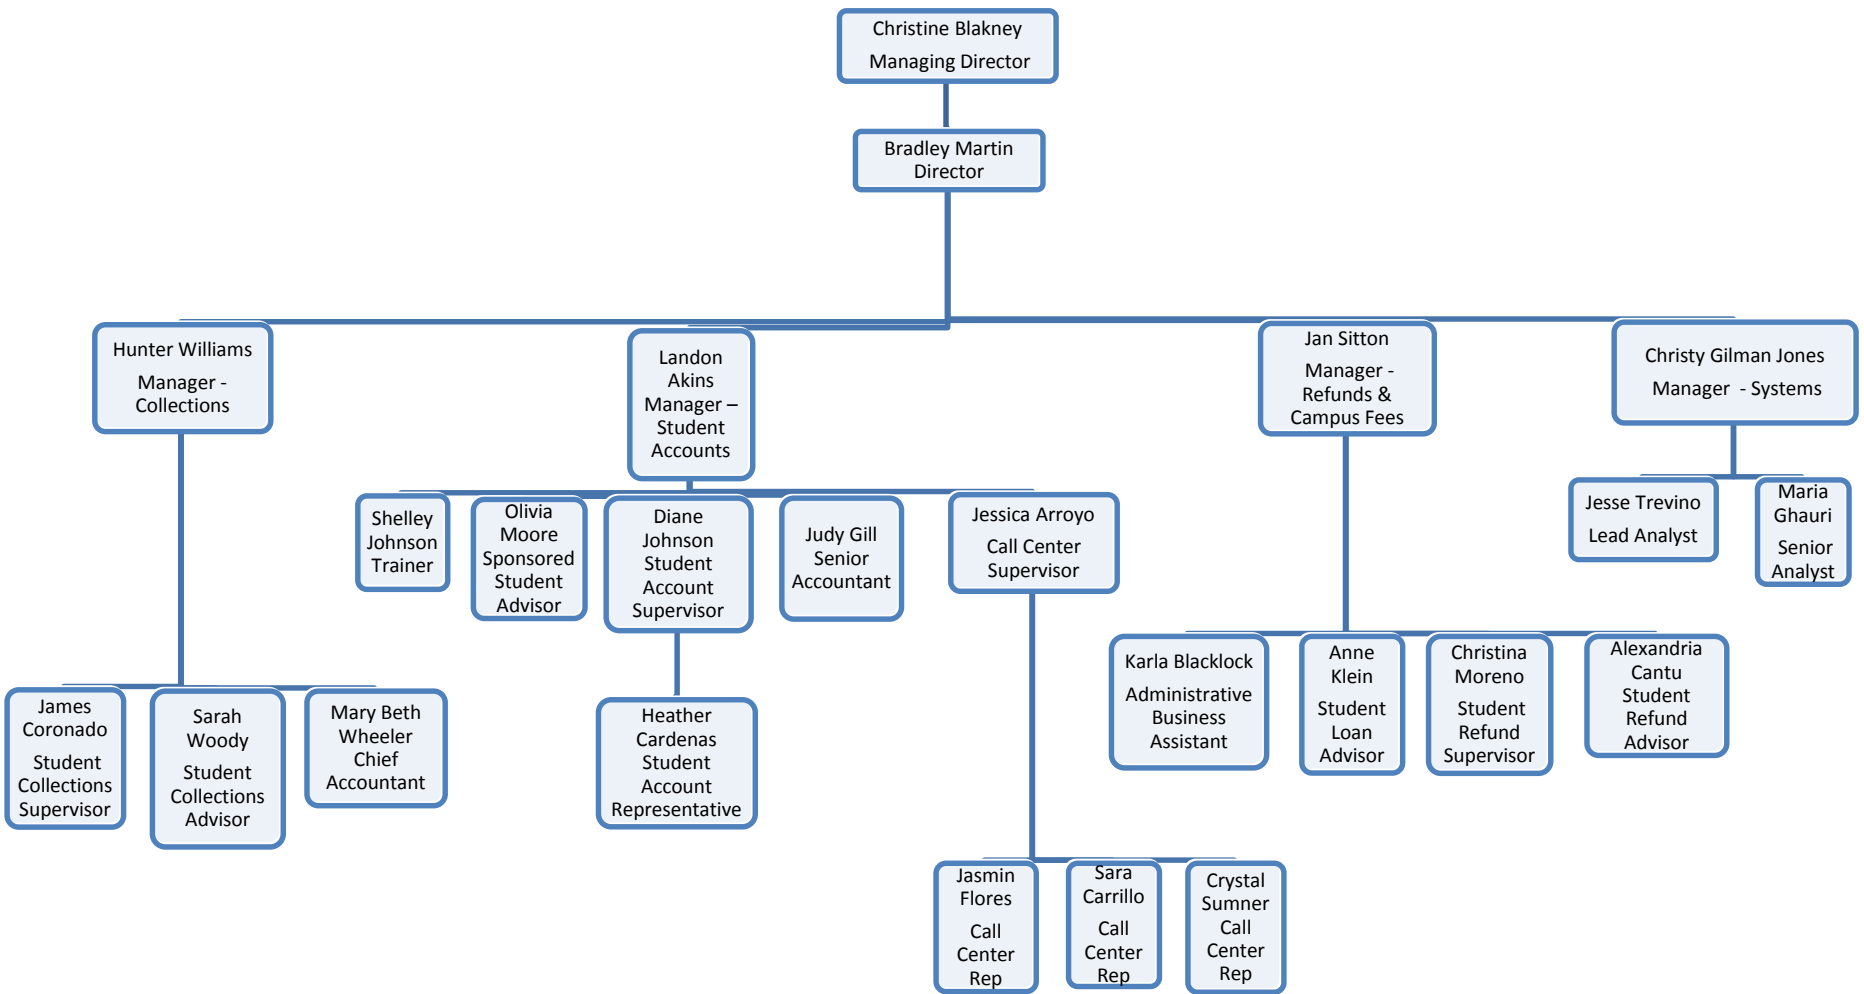 Christine Blakney
Managing Director
Bradley Martin
Director
Hunter Williams
Manager -
Collections
Landon
Akins
Manager –
Student
Accounts
Jan Sitton
Manager -
Refunds &
Campus Fees
Christy Gilman Jones
Manager  - Systems
Shelley
Johnson
Trainer
Olivia
Moore
Sponsored
Student
Advisor
Diane
Johnson
Student
Account
Supervisor
Judy Gill
Senior
Accountant
Jessica Arroyo
Call Center
Supervisor
Jesse Trevino
Lead Analyst
Maria
Ghauri
Senior
Analyst
Karla Blacklock
Administrative
Business
Assistant
Anne
Klein
Student
Loan
Advisor
Christina
Moreno
Student
Refund
Supervisor
Alexandria
Cantu
Student
Refund
Advisor
James
Coronado
Student
Collections
Supervisor
Sarah
Woody
Student
Collections
Advisor
Mary Beth
Wheeler
Chief
Accountant
Heather
Cardenas
Student
Account
Representative
Jasmin
Flores
Call
Center
Rep
Sara
Carrillo
Call
Center
Rep
Crystal
Sumner
Call
Center
Rep